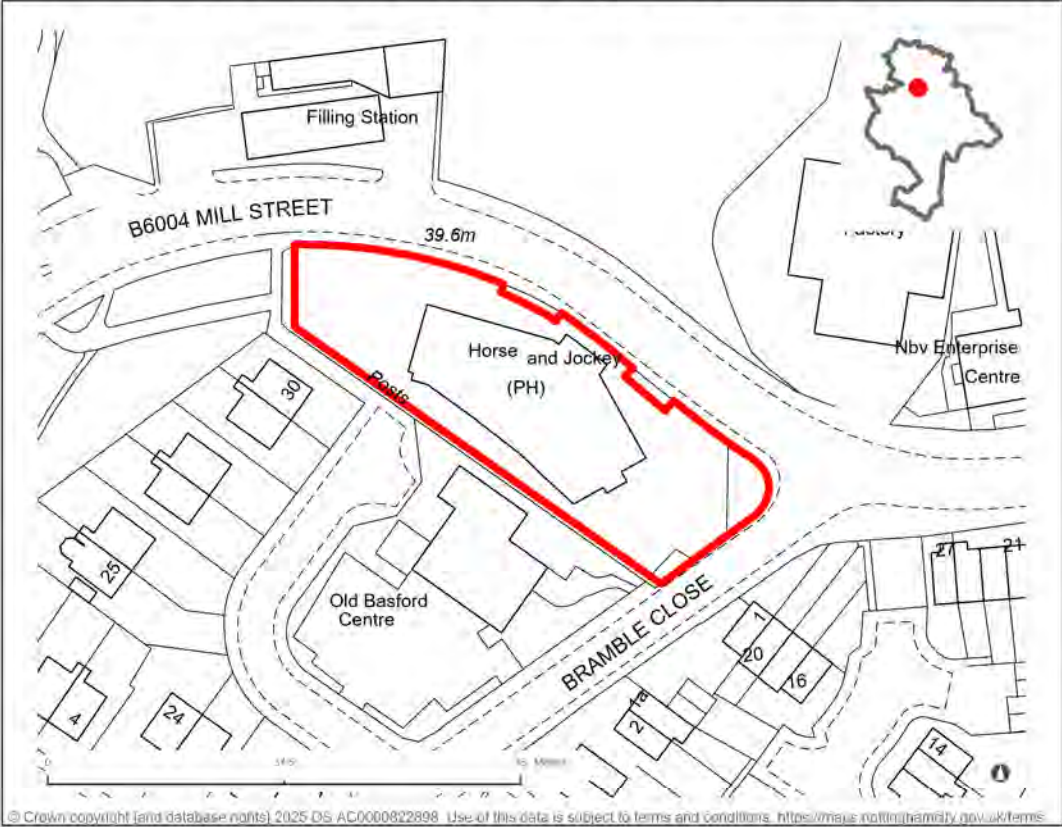 Filling Station
B6004 MILL STREET
39.6m
Horse and Jockey
(PH)
Posts
30
25
4
24
Old Basford
Centre
BRAMBLE CLOSE
Nbv Enterprise
Centre
27
21
1
20
16
1a
2
14
0
© Crown copyright (and database rights) 2025 OS AC0000822898. Use of this data is subject to terms and conditions. https://maps.nottinghamcity.gov.uk/terms